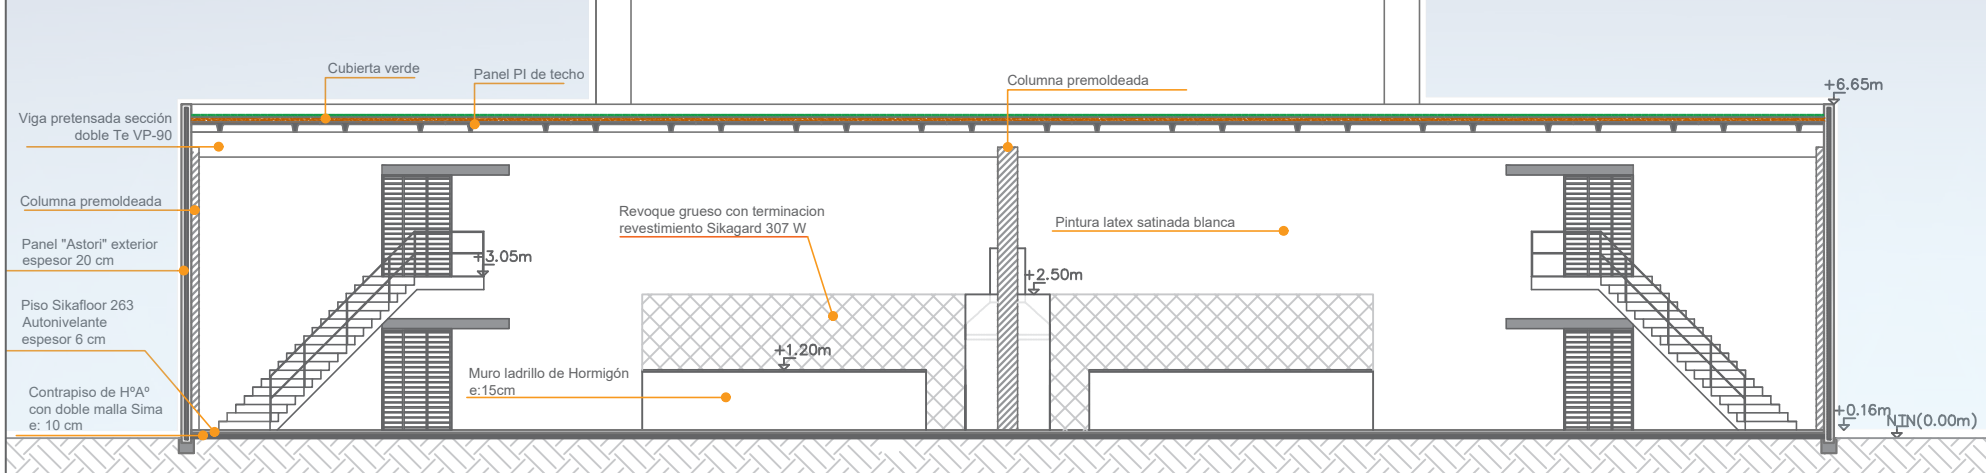 Cubierta verde
Panel PI de techo
Columna premoldeada
+6.65m
Viga pretensada sección
doble Te VP-90
Columna premoldeada
Revoque grueso con terminacion
revestimiento Sikagard 307 W
Pintura latex satinada blanca
Panel "Astori" exterior
espesor 20 cm
+3.05m
+2.50m
Piso Sikafloor 263
Autonivelante
espesor 6 cm
+1.20m
Muro ladrillo de Hormigón
e:15cm
Contrapiso de HºAº
con doble malla Sima
e: 10 cm
+0.16m
NTN(0.00m)